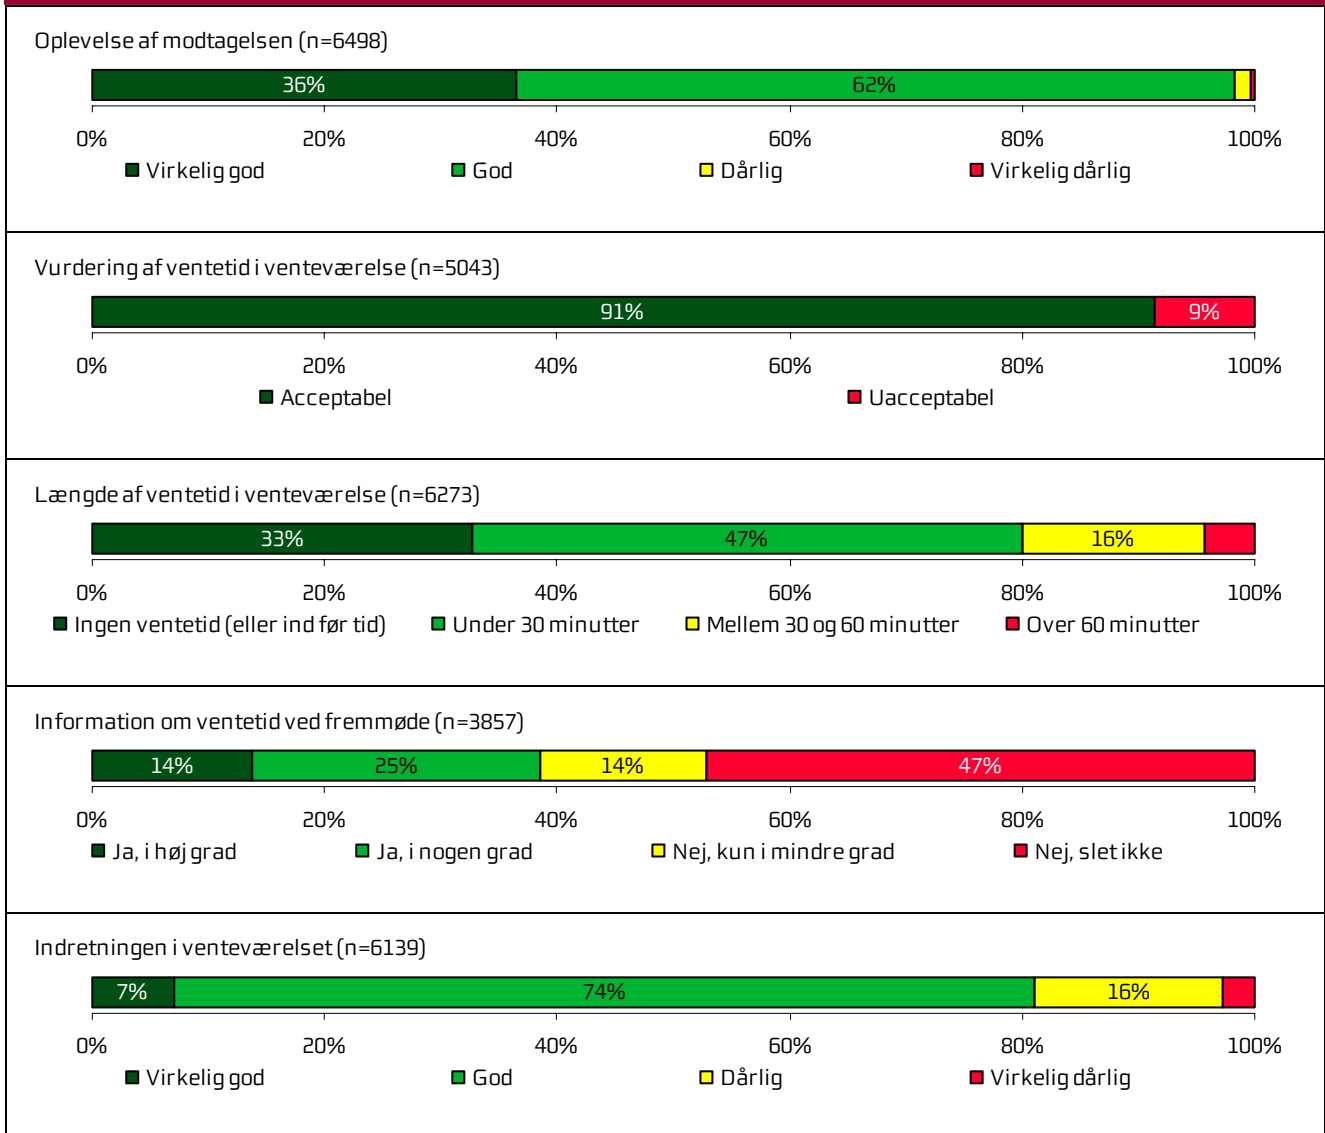 Oplevelse af modtagelsen (n=6498)
36% 62%
0% 20% 40% 60% 80% 100%
Virkelig god God Dårlig Virkelig dårlig
Vurdering af ventetid i venteværelse (n=5043)
91% 9%
0% 20% 40% 60% 80% 100%
Acceptabel Uacceptabel
Længde af ventetid i venteværelse (n=6273)
33% 47% 16%
0% 20% 40% 60% 80% 100%
Ingen ventetid (eller ind før tid) Under 30 minutter Mellem 30 og 60 minutter Over 60 minutter
Information om ventetid ved fremmøde (n=3857)
14% 25% 14% 47%
0% 20% 40% 60% 80% 100%
Ja, i høj grad Ja, i nogen grad Nej, kun i mindre grad Nej, slet ikke
Indretningen i venteværelset (n=6139)
7% 74% 16%
0% 20% 40% 60% 80% 100%
Virkelig god God Dårlig Virkelig dårlig